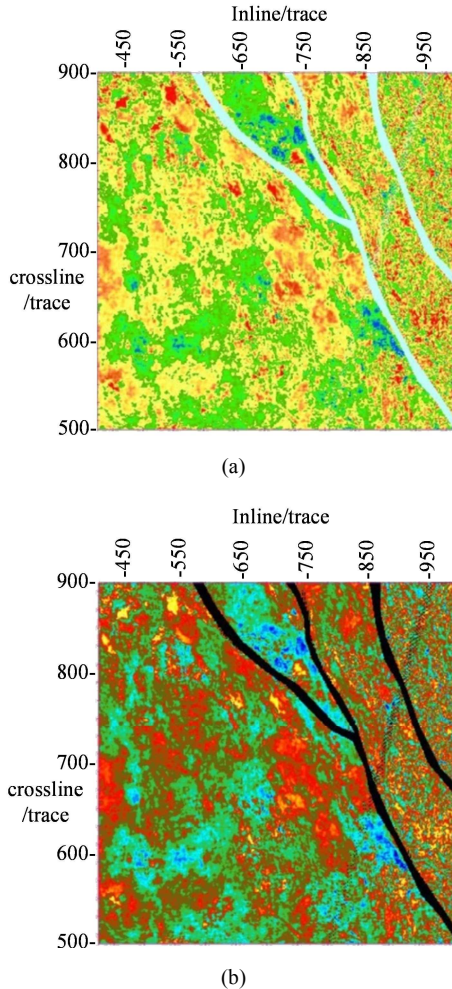 Inline/trace
-450 -550 -650 -750 -850 -950
900-
800-
700-
crossline
/trace
600-
500-
(a)
Inline/trace
-450 -550 -650 -750 -850 -950
900-
800-
700-
crossline
/trace
600-
500-
(b)